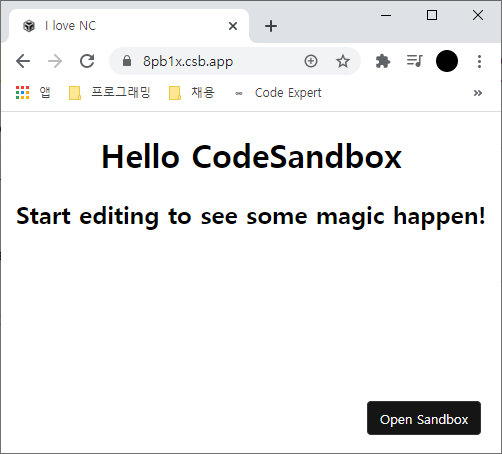 I love NC
8pb1x.csb.app
앱 프로그래밍 채용 Code Expert
Hello CodeSandbox
Start editing to see some magic happen!
Open Sandbox